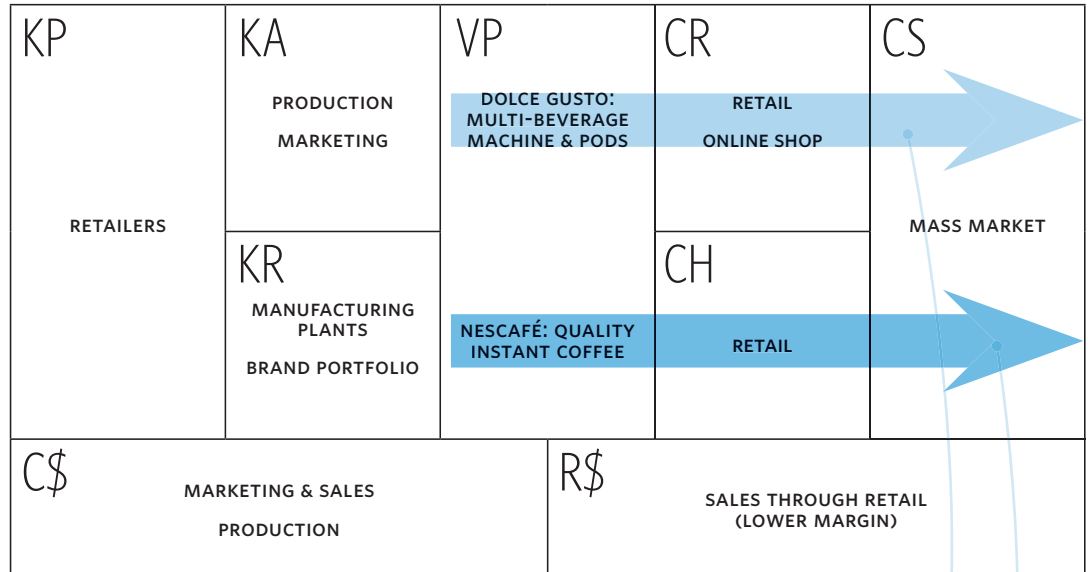 KP
RETAILERS
KA
PRODUCTION
MARKETING
KR
MANUFACTURING
PLANTS
BRAND PORTFOLIO
VP
DOLCE GUSTO:
MULTI-BEVERAGE
MACHINE & PODS
NESCAFÉ: QUALITY
INSTANT COFFEE
CR
RETAIL
ONLINE SHOP
CH
RETAIL
CS
MASS MARKET
C$
MARKETING & SALES
PRODUCTION
R$
SALES THROUGH RETAIL
(LOWER MARGIN)